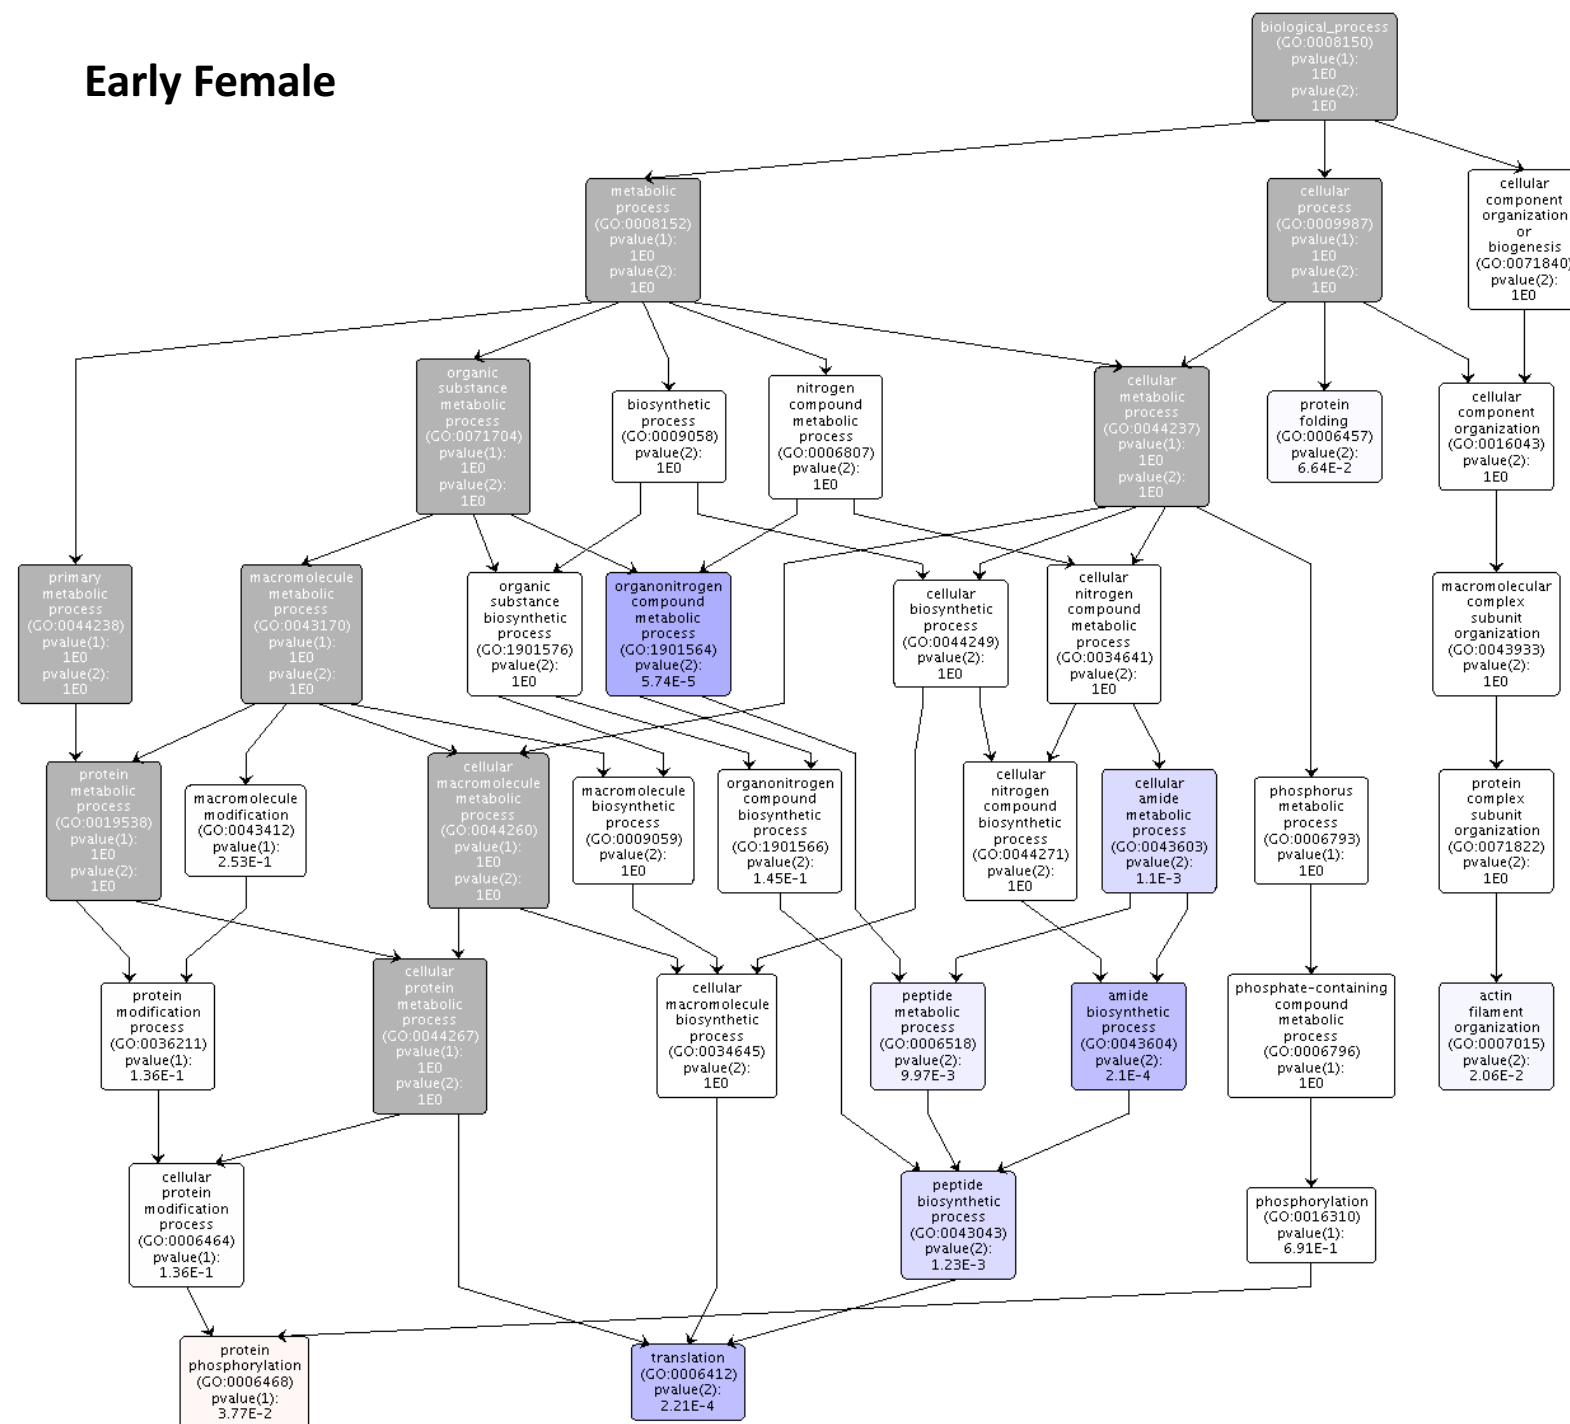 Early Female
biological_process
(GO:0008150)
pvalue(1):
1E0
pvalue(2):
1E0
metabolic
process
(GO:0008152)
pvalue(1):
1E0
pvalue(2):
1E0
cellular
process
(GO:0009987)
pvalue(1):
1E0
pvalue(2):
1E0
cellular
component
organization
or
biogenesis
(GO:0071840)
pvalue(2):
1E0
organic
substance
metabolic
process
(GO:0071704)
pvalue(1):
1E0
pvalue(2):
1E0
biosynthetic
process
(GO:0009058)
pvalue(2):
1E0
nitrogen
compound
metabolic
process
(GO:0006807)
pvalue(2):
1E0
cellular
metabolic
process
(GO:0044237)
pvalue(1):
1E0
pvalue(2):
1E0
protein
folding
(GO:0006457)
pvalue(2):
6.64E-2
cellular
component
organization
(GO:0016043)
pvalue(2):
1E0
primary
metabolic
process
(GO:0044238)
pvalue(1):
1E0
pvalue(2):
1E0
macromolecule
metabolic
process
(GO:0043170)
pvalue(1):
1E0
pvalue(2):
1E0
organic
substance
biosynthetic
process
(GO:1901576)
pvalue(2):
1E0
organonitrogen
compound
metabolic
process
(GO:1901564)
pvalue(2):
5.74E-5
cellular
biosynthetic
process
(GO:0044249)
pvalue(2):
1E0
cellular
nitrogen
compound
metabolic
process
(GO:0034641)
pvalue(2):
1E0
macromolecular
complex
subunit
organization
(GO:0043933)
pvalue(2):
1E0
protein
metabolic
process
(GO:0019538)
pvalue(1):
1E0
pvalue(2):
1E0
macromolecule
modification
(GO:0043412)
pvalue(1):
2.53E-1
cellular
macromolecule
metabolic
process
(GO:0044260)
pvalue(1):
1E0
pvalue(2):
1E0
macromolecule
biosynthetic
process
(GO:0009059)
pvalue(2):
1E0
organonitrogen
compound
biosynthetic
process
(GO:1901566)
pvalue(2):
1.45E-1
cellular
nitrogen
compound
biosynthetic
process
(GO:0044271)
pvalue(2):
1E0
cellular
amide
metabolic
process
(GO:0043603)
pvalue(2):
1.1E-3
phosphorus
metabolic
process
(GO:0006793)
pvalue(1):
1E0
protein
complex
subunit
organization
(GO:0071822)
pvalue(2):
1E0
protein
modification
process
(GO:0036211)
pvalue(1):
1.36E-1
cellular
protein
metabolic
process
(GO:0044267)
pvalue(1):
1E0
pvalue(2):
1E0
cellular
macromolecule
biosynthetic
process
(GO:0034645)
pvalue(2):
1E0
peptide
metabolic
process
(GO:0006518)
pvalue(2):
9.97E-3
amide
biosynthetic
process
(GO:0043604)
pvalue(2):
2.1E-4
phosphate-containing
compound
metabolic
process
(GO:0006796)
pvalue(1):
1E0
actin
filament
organization
(GO:0007015)
pvalue(2):
2.06E-2
cellular
protein
modification
process
(GO:0006464)
pvalue(1):
1.36E-1
peptide
biosynthetic
process
(GO:0043043)
pvalue(2):
1.23E-3
phosphorylation
(GO:0016310)
pvalue(1):
6.91E-1
protein
phosphorylation
(GO:0006468)
pvalue(1):
3.77E-2
translation
(GO:0006412)
pvalue(2):
2.21E-4